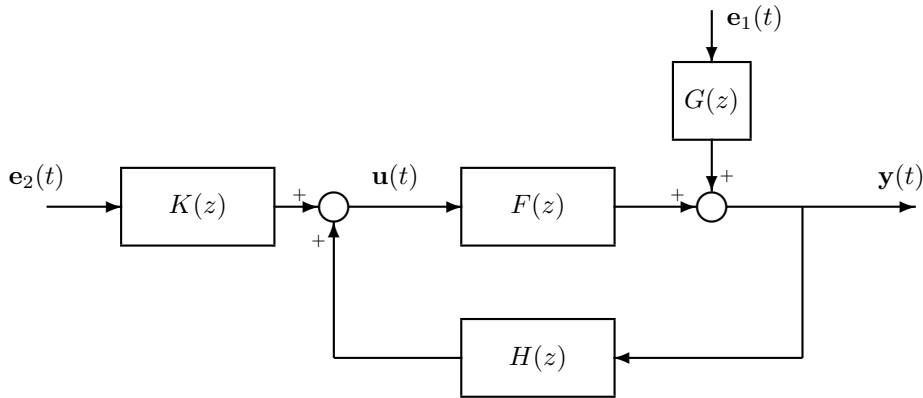 e₁(t)
G(z)
e₂(t)
K(z)
+
u(t)
F(z)
+
+
y(t)
+
H(z)